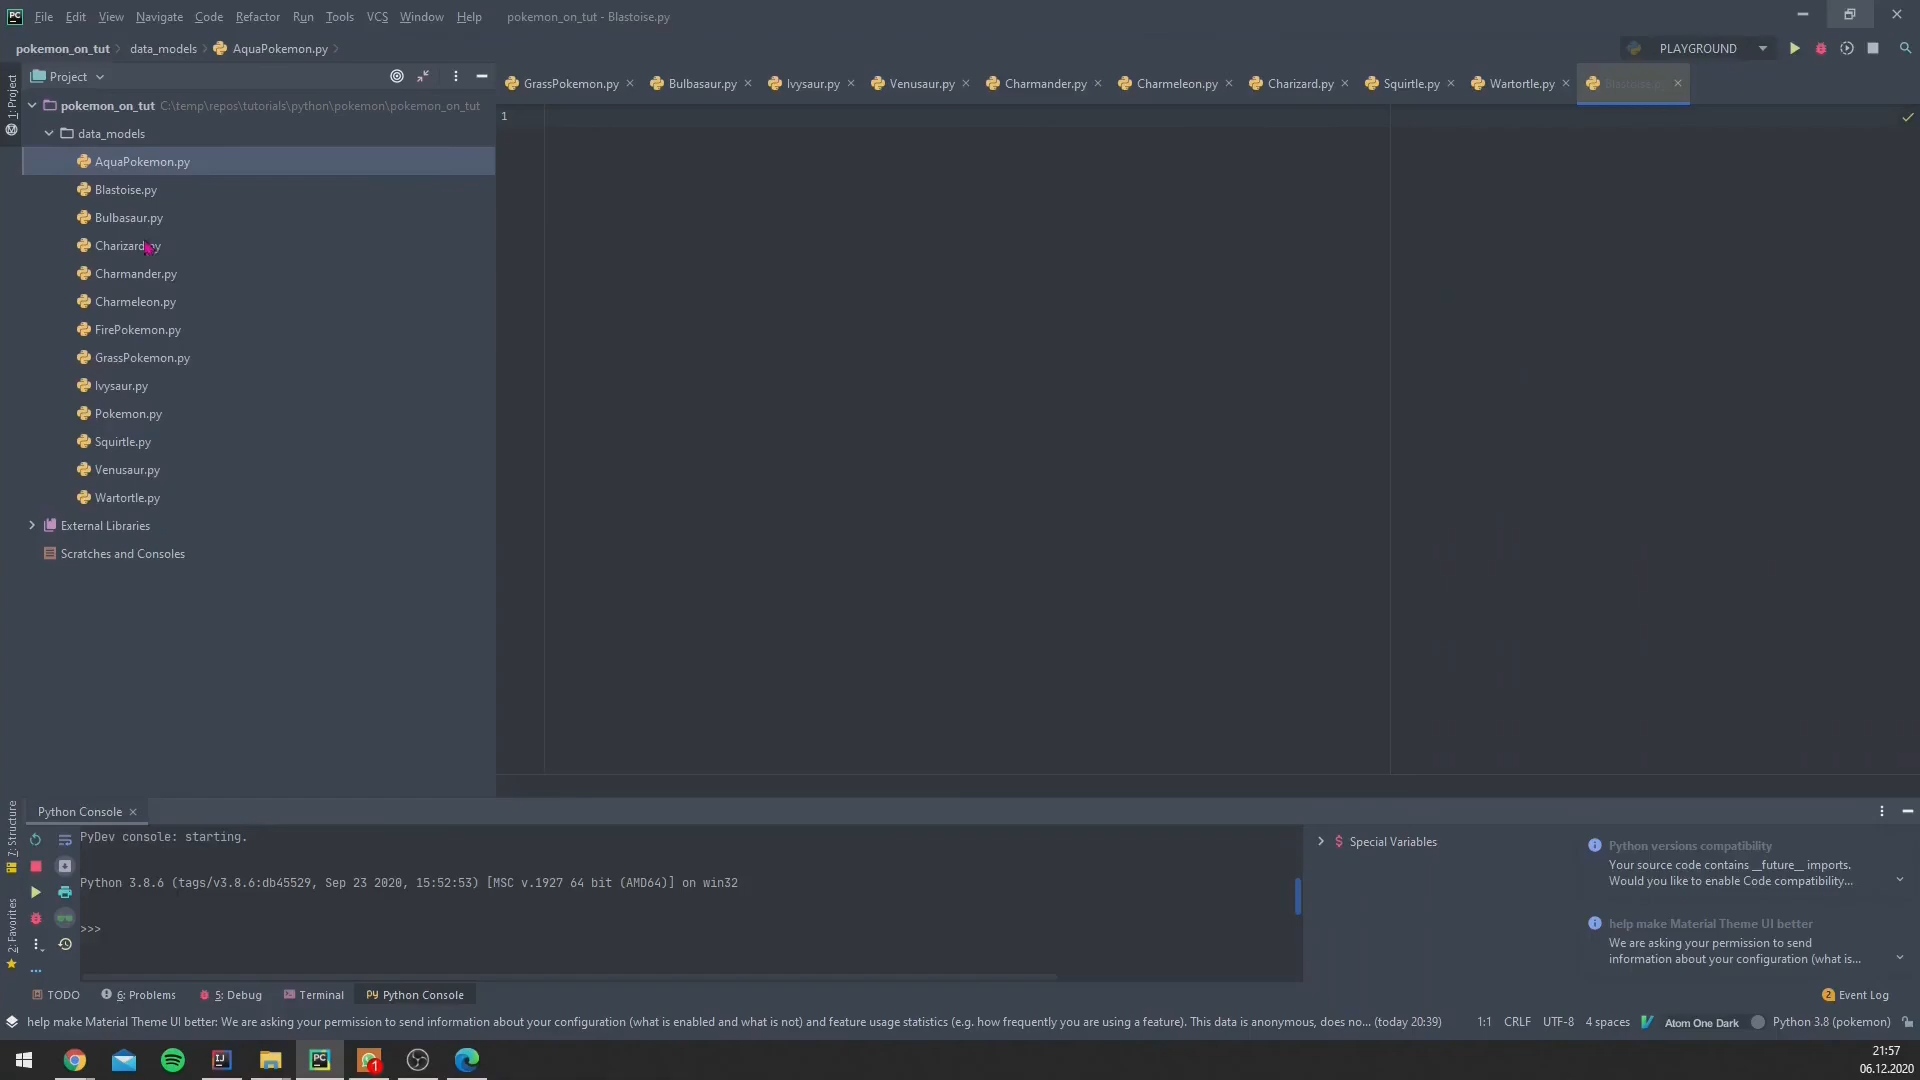 PC File Edit View Navigate Code Refactor Run Tools VCS Window Help pokemon_on_tut - Blastoise.py
pokemon_on_tut data_models AquaPokemon.py PLAYGROUND
Project
GrassPokemon.py Bulbasaur.py Ivysaur.py Venusaur.py Charmander.py Charmeleon.py Charizard.py Squirtle.py Wartortle.py
1: Project
pokemon_on_tut C:\temp\repos\tutorials\python\pokemon\pokemon_on_tut
1
data_models
AquaPokemon.py
Blastoise.py
Bulbasaur.py
Charizard.py
Charmander.py
Charmeleon.py
FirePokemon.py
GrassPokemon.py
Ivysaur.py
Pokemon.py
Squirtle.py
Venusaur.py
Wartortle.py
External Libraries
Scratches and Consoles
7: Structure
2: Favorites
Python Console
PyDev console: starting.
Python 3.8.6 (tags/v3.8.6:db45529, Sep 23 2020, 15:52:53) [MSC v.1927 64 bit (AMD64)] on win32
>>>
Special Variables
Python versions compatibility
Your source code contains __future__ imports.
Would you like to enable Code compatibility...
help make Material Theme UI better
We are asking your permission to send
information about your configuration (what is...
TODO 6: Problems 5: Debug Terminal Python Console 2 Event Log
help make Material Theme UI better: We are asking your permission to send information about your configuration (what is enabled and what is not) and feature usage statistics (e.g. how frequently you are using a feature). This data is anonymous, does no... (today 20:39) 1:1 CRLF UTF-8 4 spaces Atom One Dark Python 3.8 (pokemon)
IJ PC 1
21:57
06.12.2020